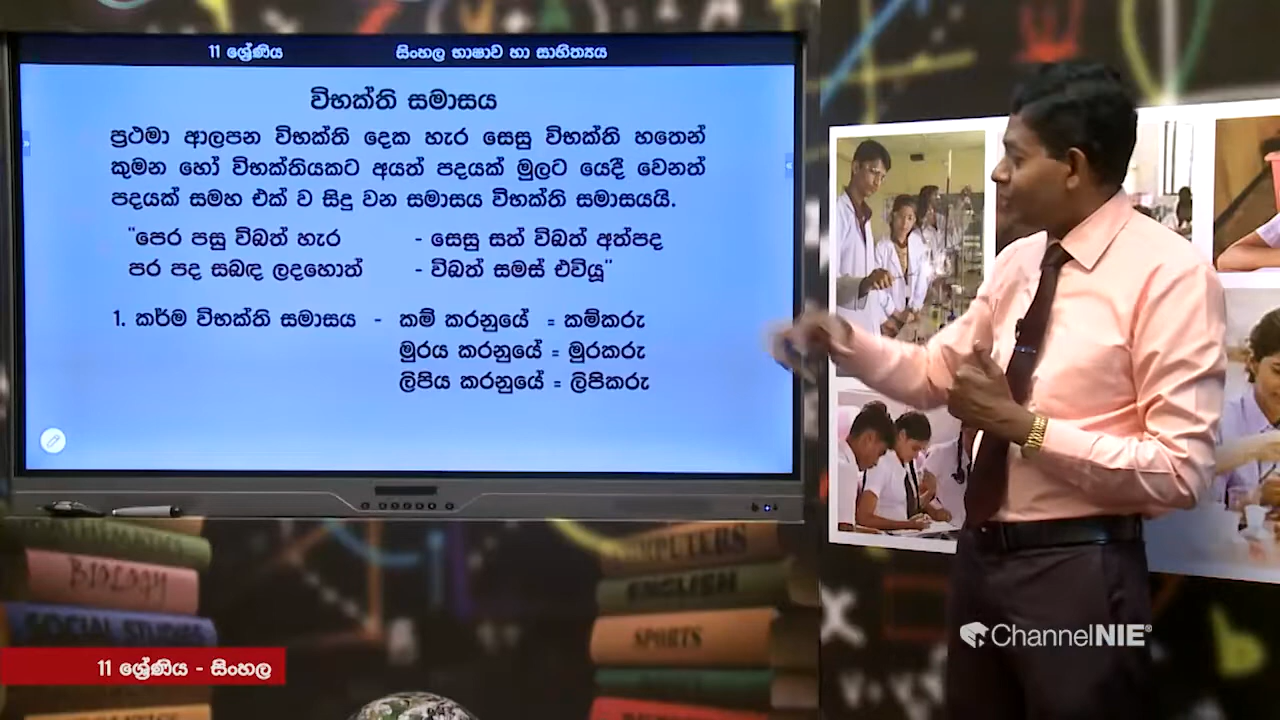 11 ශ්‍රේණිය සිංහල භාෂාව හා සාහිත්‍යය
විභක්ති සමාසය
ප්‍රථමා ආලපන විභක්ති දෙක හැර සෙසු විභක්ති හතෙන්
කුමන හෝ විභක්තියකට අයත් පදයක් මුලට යෙදී වෙනත්
පදයක් සමහ එක් ව සිදු වන සමාසය විභක්ති සමාසයයි.
"පෙර පසු විබත් හැර - සෙසු සත් විබත් අත්පද
පර පද සබඳ ලදහොත් - විබත් සමස් එවියූ"
1. කර්ම විභක්ති සමාසය - කම් කරනුයේ = කම්කරු
මුරය කරනුයේ = මුරකරු
ලිපිය කරනුයේ = ලිපිකරු
MATHEMATICS
BIOLOGY
SOCIAL STUDIES
COMPUTERS
ENGLISH
SPORTS
ChannelNIE®
11 ශ්‍රේණිය - සිංහල